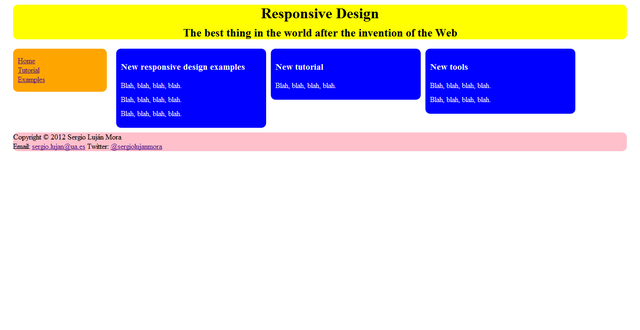 Responsive Design
The best thing in the world after the invention of the Web
Home
Tutorial
Examples
New responsive design examples
Blah, blah, blah, blah.
Blah, blah, blah, blah.
Blah, blah, blah, blah.
New tutorial
Blah, blah, blah, blah.
New tools
Blah, blah, blah, blah.
Blah, blah, blah, blah.
Copyright © 2012 Sergio Luján Mora
Email: sergio.lujan@ua.es Twitter: @sergiolujanmora